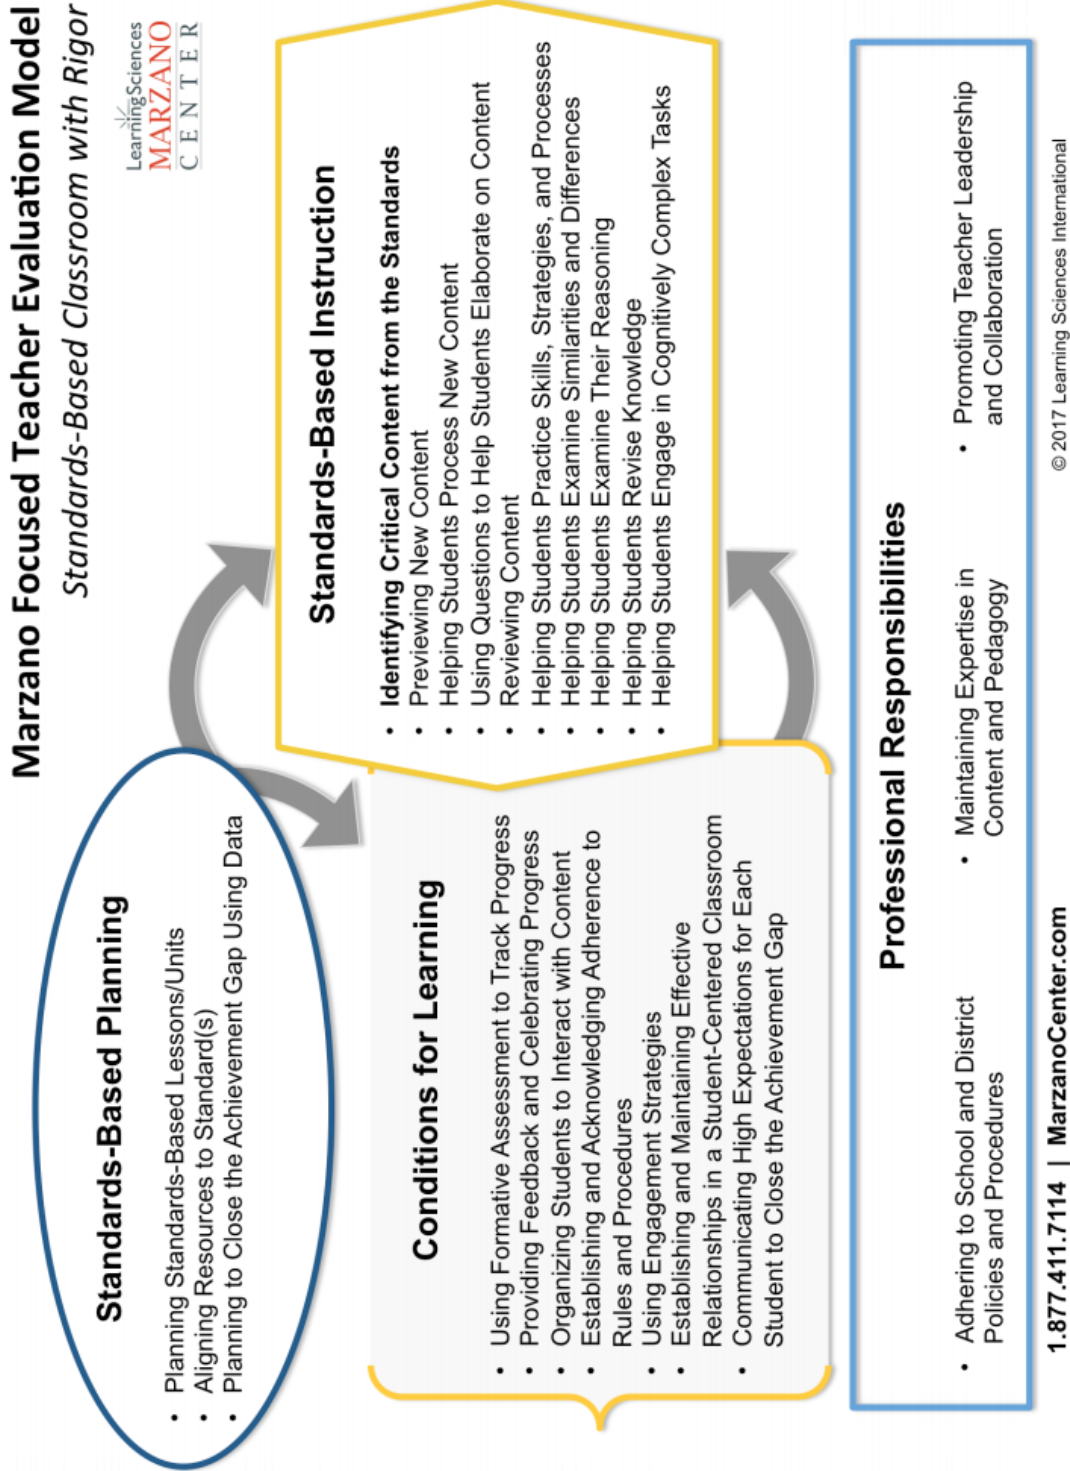 Marzano Focused Teacher Evaluation Model
Standards-Based Classroom with Rigor
LearningSciences
MARZANO
CENTER
Standards-Based Planning
• Planning Standards-Based Lessons/Units
• Aligning Resources to Standard(s)
• Planning to Close the Achievement Gap Using Data
Conditions for Learning
• Using Formative Assessment to Track Progress
• Providing Feedback and Celebrating Progress
• Organizing Students to Interact with Content
• Establishing and Acknowledging Adherence to
Rules and Procedures
• Using Engagement Strategies
• Establishing and Maintaining Effective
Relationships in a Student-Centered Classroom
• Communicating High Expectations for Each
Student to Close the Achievement Gap
Standards-Based Instruction
• Identifying Critical Content from the Standards
• Previewing New Content
• Helping Students Process New Content
• Using Questions to Help Students Elaborate on Content
• Reviewing Content
• Helping Students Practice Skills, Strategies, and Processes
• Helping Students Examine Similarities and Differences
• Helping Students Examine Their Reasoning
• Helping Students Revise Knowledge
• Helping Students Engage in Cognitively Complex Tasks
Professional Responsibilities
• Adhering to School and District
Policies and Procedures
• Maintaining Expertise in
Content and Pedagogy
• Promoting Teacher Leadership
and Collaboration
1.877.411.7114 | MarzanoCenter.com
© 2017 Learning Sciences International